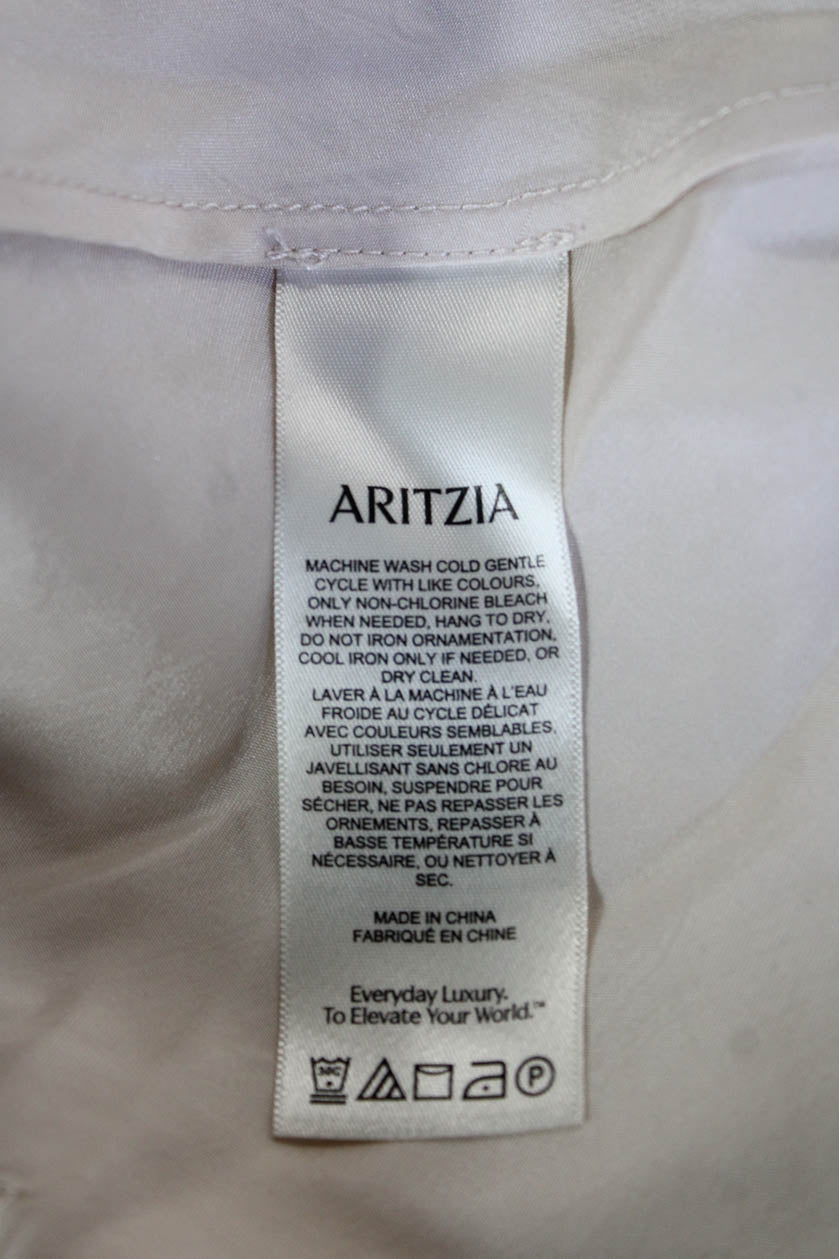 ARITZIA
MACHINE WASH COLD GENTLE
CYCLE WITH LIKE COLOURS,
ONLY NON-CHLORINE BLEACH
WHEN NEEDED, HANG TO DRY,
DO NOT IRON ORNAMENTATION,
COOL IRON ONLY IF NEEDED, OR
DRY CLEAN.
LAVER À LA MACHINE À L'EAU
FROIDE AU CYCLE DÉLICAT
AVEC COULEURS SEMBLABLES,
UTILISER SEULEMENT UN
JAVELLISANT SANS CHLORE AU
BESOIN, SUSPENDRE POUR
SÉCHER, NE PAS REPASSER LES
ORNEMENTS, REPASSER À
BASSE TEMPÉRATURE SI
NÉCESSAIRE, OU NETTOYER À
SEC.
MADE IN CHINA
FABRIQUÉ EN CHINE
Everyday Luxury.
To Elevate Your World.™
P